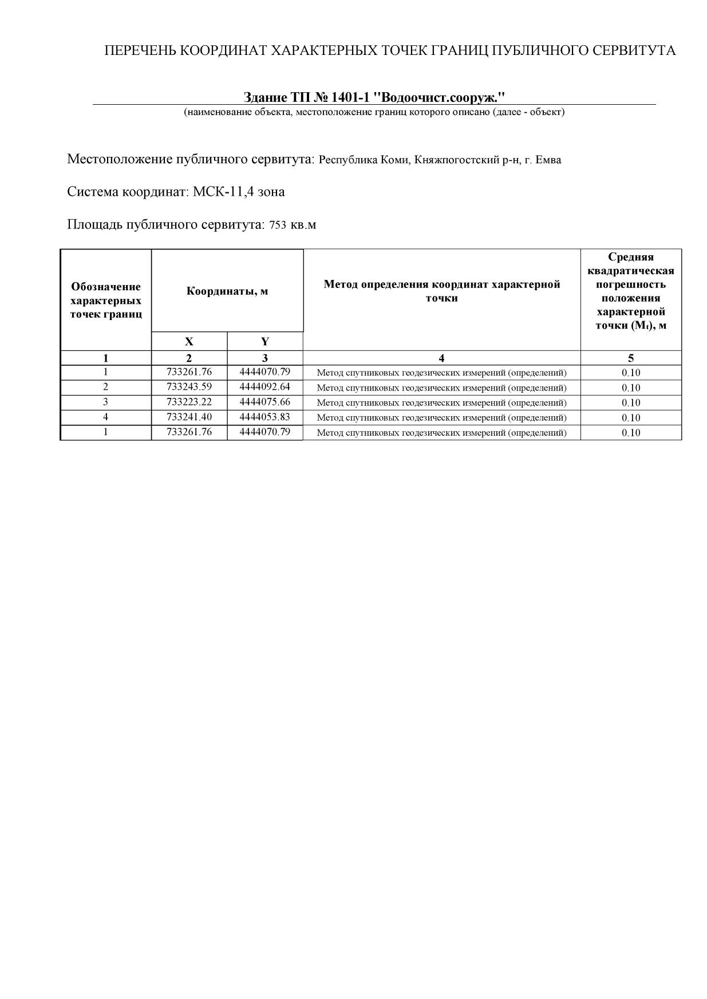 ПЕРЕЧЕНЬ КООРДИНАТ ХАРАКТЕРНЫХ ТОЧЕК ГРАНИЦ ПУБЛИЧНОГО СЕРВИТУТА
Здание ТП № 1401-1 "Водоочист.сооруж."
(наименование объекта, местоположение границ которого описано (далее - объект)
Местоположение публичного сервитута: Республика Коми, Княжпогостский р-н, г. Емва
Система координат: МСК-11,4 зона
Площадь публичного сервитута: 753 кв.м
Обозначение
характерных
точек границ
Координаты, м
X Y
Метод определения координат характерной
точки
Средняя
квадратическая
погрешность
положения
характерной
точки (Mt), м
1 2 3 4 5
1 733261.76 4444070.79 Метод спутниковых геодезических измерений (определений) 0.10
2 733243.59 4444092.64 Метод спутниковых геодезических измерений (определений) 0.10
3 733223.22 4444075.66 Метод спутниковых геодезических измерений (определений) 0.10
4 733241.40 4444053.83 Метод спутниковых геодезических измерений (определений) 0.10
1 733261.76 4444070.79 Метод спутниковых геодезических измерений (определений) 0.10